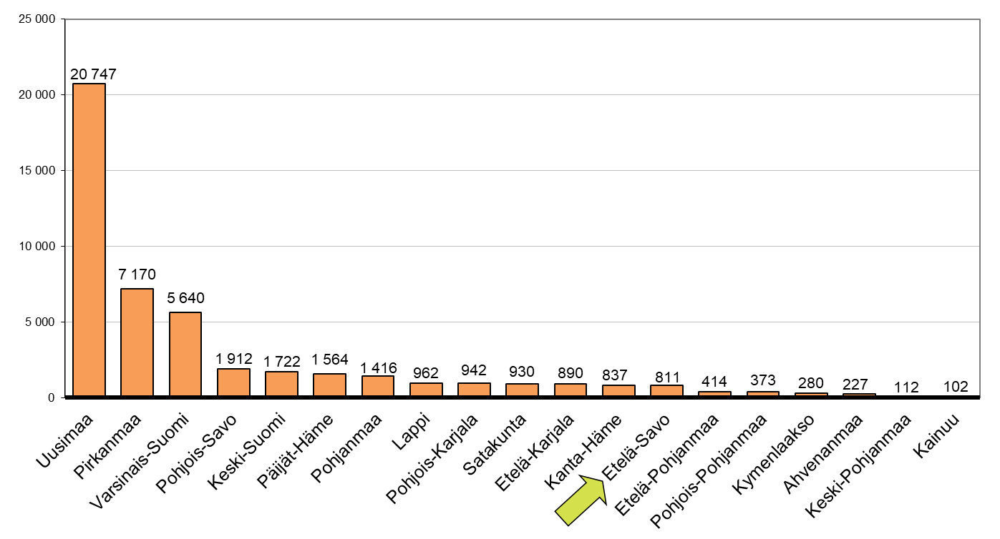 25 000
20 000
15 000
10 000
5 000
0
20 747
7 170
5 640
1 912
1 722
1 564
1 416
962
942
930
890
837
811
414
373
280
227
112
102
Uusimaa
Pirkanmaa
Varsinais-Suomi
Pohjois-Savo
Keski-Suomi
Päijät-Häme
Pohjanmaa
Lappi
Pohjois-Karjala
Satakunta
Etelä-Karjala
Kanta-Häme
Etelä-Savo
Etelä-Pohjanmaa
Pohjois-Pohjanmaa
Kymenlaakso
Ahvenanmaa
Keski-Pohjanmaa
Kainuu